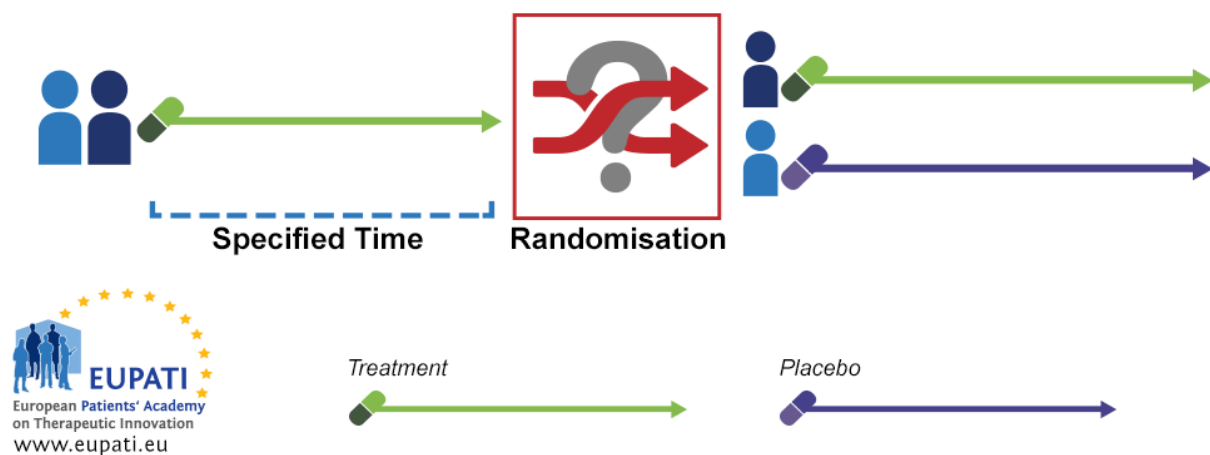 Specified Time
Randomisation
Treatment
Placebo
EUPATI
European Patients' Academy
on Therapeutic Innovation
www.eupati.eu